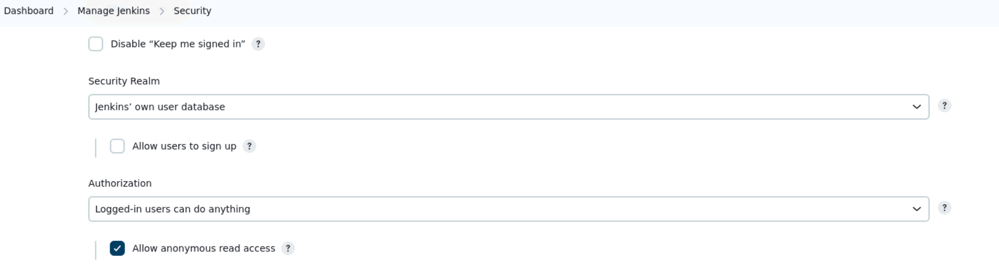 Dashboard > Manage Jenkins > Security
Disable “Keep me signed in” ?
Security Realm
Jenkins’ own user database ?
Allow users to sign up ?
Authorization
Logged-in users can do anything ?
Allow anonymous read access ?